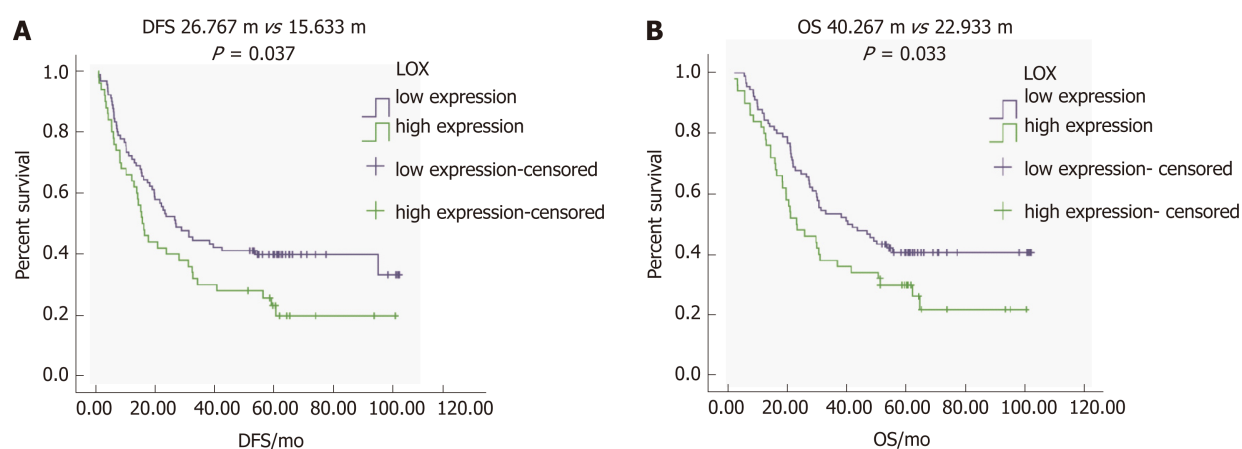 A
DFS 26.767 m vs 15.633 m
P = 0.037
LOX
low expression
high expression
low expression-censored
high expression-censored
Percent survival
1.0
0.8
0.6
0.4
0.2
0.0
0.00 20.00 40.00 60.00 80.00 100.00 120.00
DFS/mo
B
OS 40.267 m vs 22.933 m
P = 0.033
LOX
low expression
high expression
low expression- censored
high expression- censored
Percent survival
1.0
0.8
0.6
0.4
0.2
0.0
0.00 20.00 40.00 60.00 80.00 100.00 120.00
OS/mo